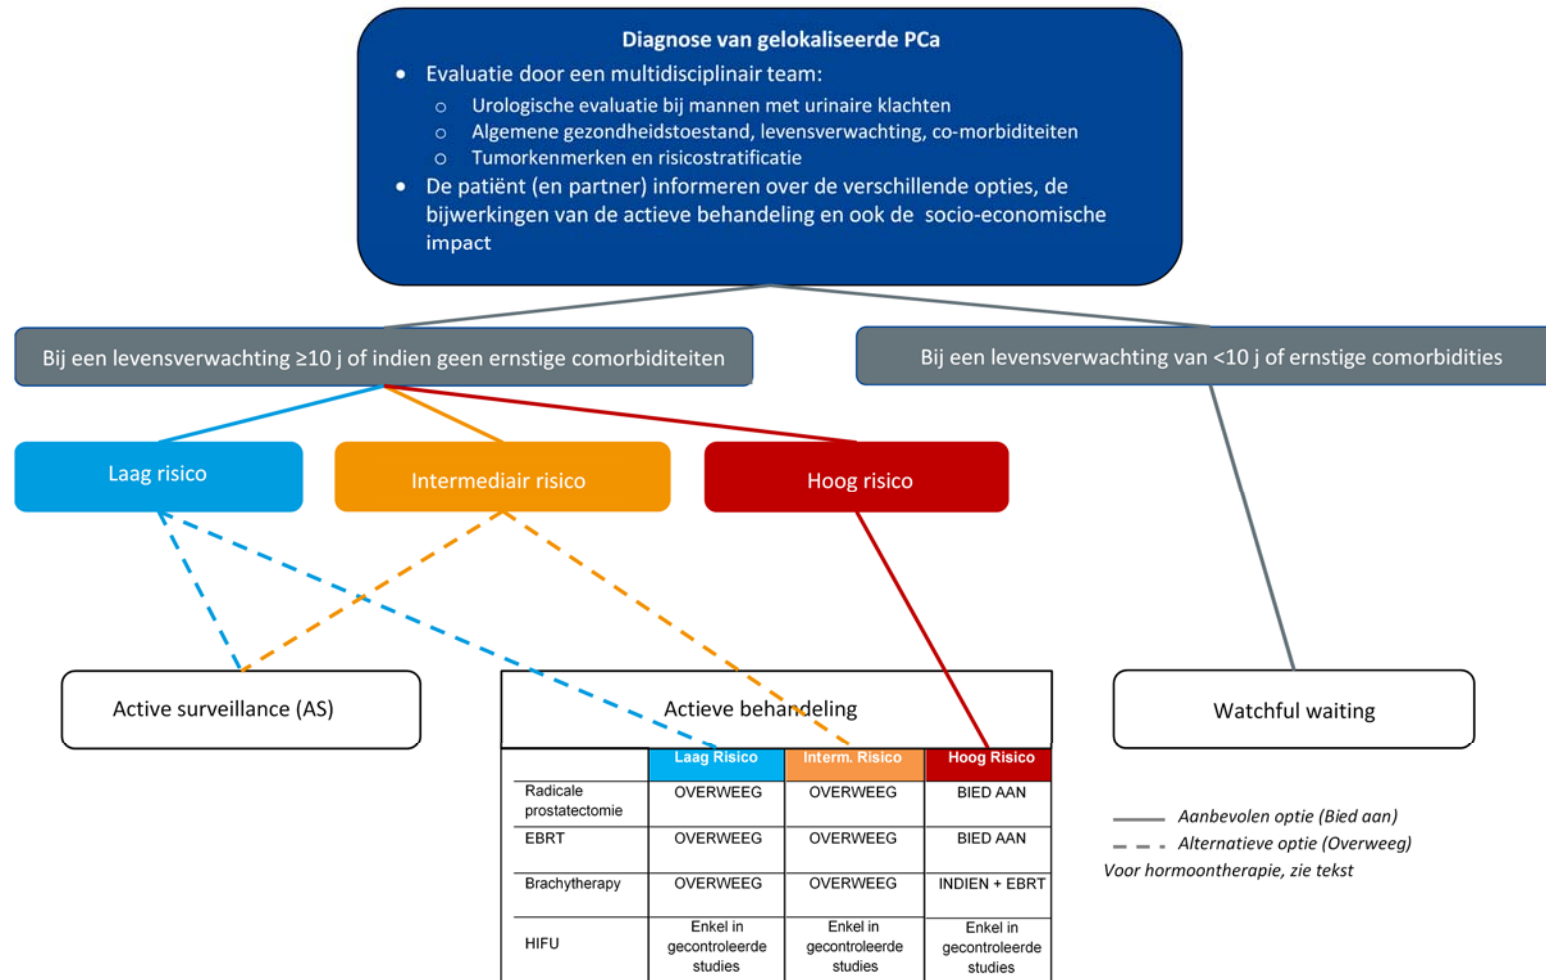 Diagnose van gelokaliseerde PCa
• Evaluatie door een multidisciplinair team:
o Urologische evaluatie bij mannen met urinaire klachten
o Algemene gezondheidstoestand, levensverwachting, co-morbiditeiten
o Tumorkenmerken en risicostratificatie
• De patiënt (en partner) informeren over de verschillende opties, de
bijwerkingen van de actieve behandeling en ook de socio-economische
impact
Bij een levensverwachting ≥10 j of indien geen ernstige comorbiditeiten
Bij een levensverwachting van <10 j of ernstige comorbidities
Laag risico
Intermediair risico
Hoog risico
Active surveillance (AS)
Actieve behandeling
Watchful waiting
Laag Risico Interm. Risico Hoog Risico
Radicale
prostatectomie
OVERWEEG OVERWEEG BIED AAN
EBRT OVERWEEG OVERWEEG BIED AAN
Brachytherapy OVERWEEG OVERWEEG INDIEN + EBRT
HIFU
Enkel in
gecontroleerde
studies
Enkel in
gecontroleerde
studies
Enkel in
gecontroleerde
studies
Aanbevolen optie (Bied aan)
Alternatieve optie (Overweeg)
Voor hormoontherapie, zie tekst